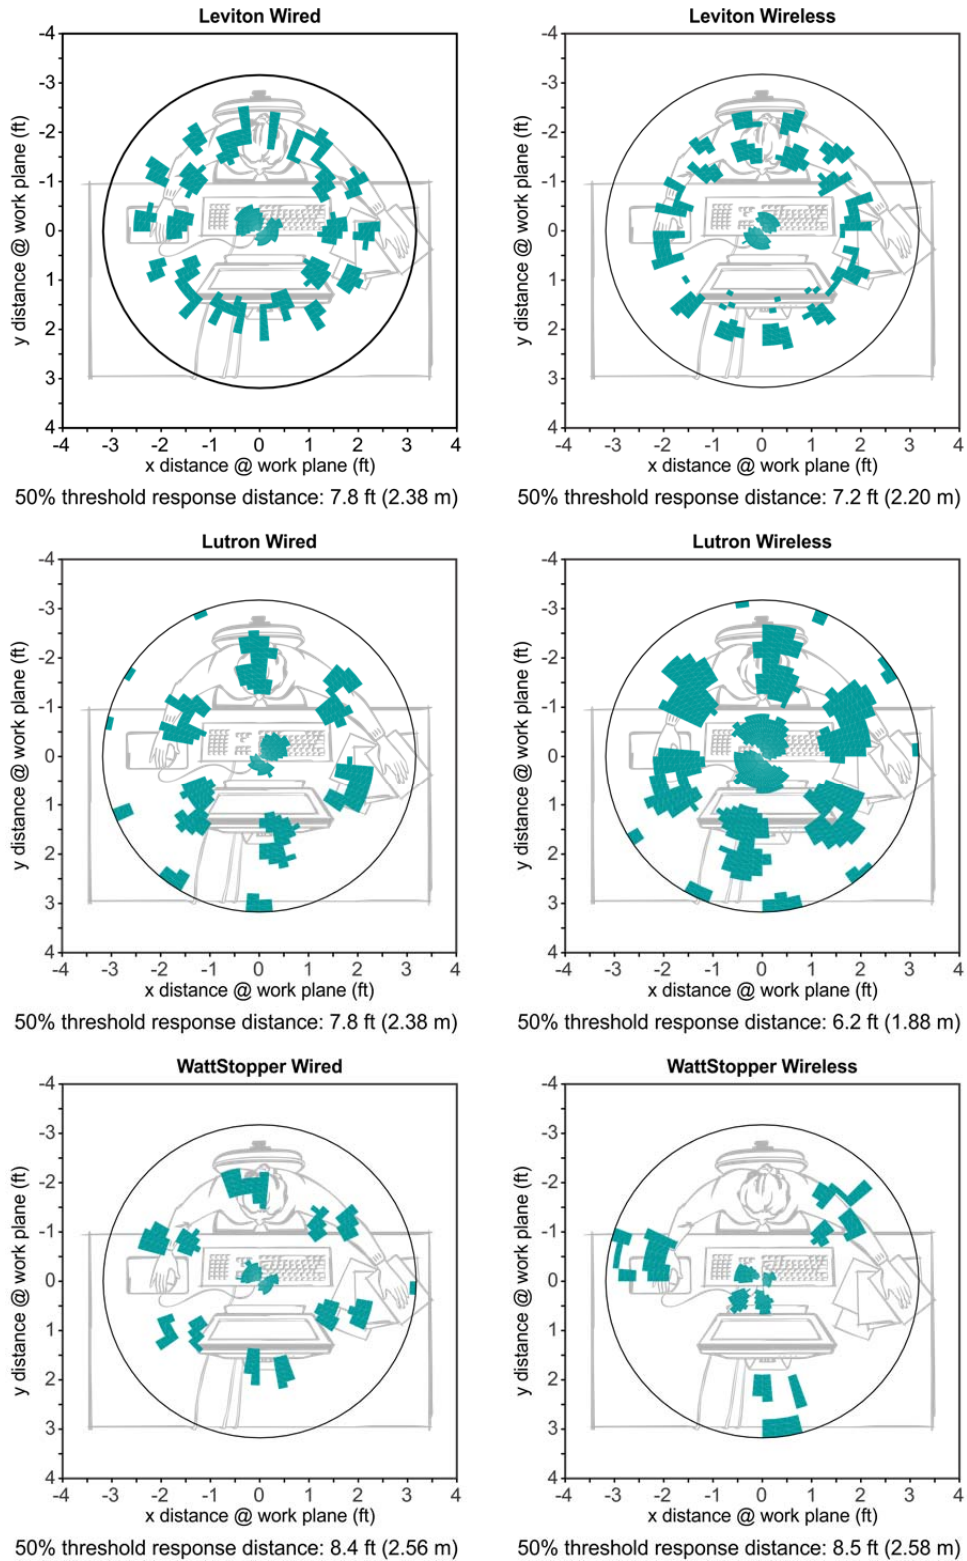 Leviton Wired
Leviton Wireless
-4
-3
-2
-1
0
1
2
3
4
y distance @ work plane (ft)
-4 -3 -2 -1 0 1 2 3 4
x distance @ work plane (ft)
50% threshold response distance: 7.8 ft (2.38 m)
-4
-3
-2
-1
0
1
2
3
4
y distance @ work plane (ft)
-4 -3 -2 -1 0 1 2 3 4
x distance @ work plane (ft)
50% threshold response distance: 7.2 ft (2.20 m)
Lutron Wired
Lutron Wireless
-4
-3
-2
-1
0
1
2
3
4
y distance @ work plane (ft)
-4 -3 -2 -1 0 1 2 3 4
x distance @ work plane (ft)
50% threshold response distance: 7.8 ft (2.38 m)
-4
-3
-2
-1
0
1
2
3
4
y distance @ work plane (ft)
-4 -3 -2 -1 0 1 2 3 4
x distance @ work plane (ft)
50% threshold response distance: 6.2 ft (1.88 m)
WattStopper Wired
WattStopper Wireless
-4
-3
-2
-1
0
1
2
3
4
y distance @ work plane (ft)
-4 -3 -2 -1 0 1 2 3 4
x distance @ work plane (ft)
50% threshold response distance: 8.4 ft (2.56 m)
-4
-3
-2
-1
0
1
2
3
4
y distance @ work plane (ft)
-4 -3 -2 -1 0 1 2 3 4
x distance @ work plane (ft)
50% threshold response distance: 8.5 ft (2.58 m)